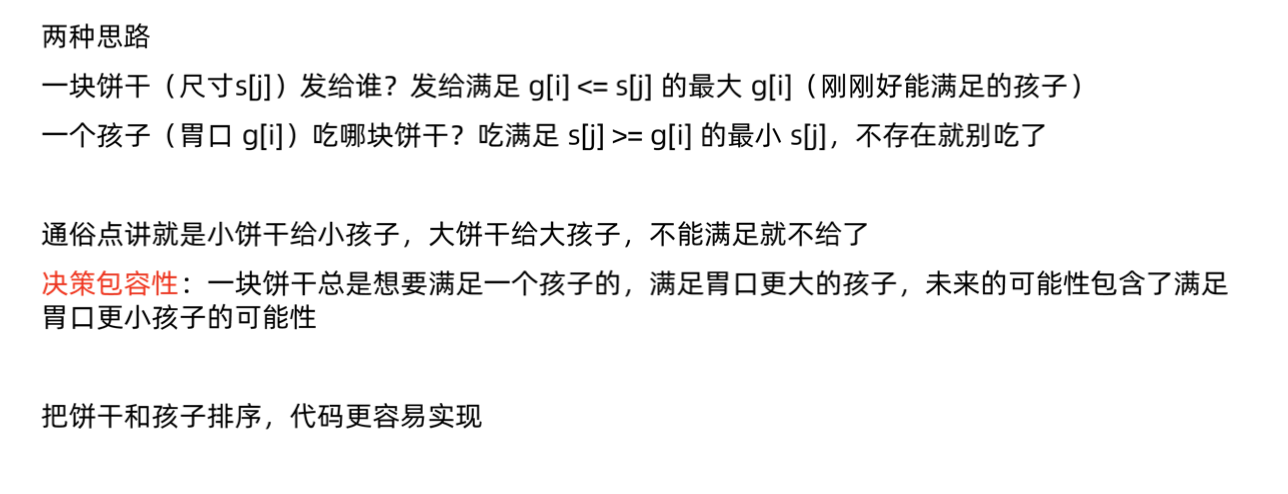 两种思路
一块饼干（尺寸s[j]）发给谁？发给满足 g[i] <= s[j] 的最大 g[i]（刚刚好能满足的孩子）
一个孩子（胃口 g[i]）吃哪块饼干？吃满足 s[j] >= g[i] 的最小 s[j]，不存在就别吃了
通俗点讲就是小饼干给小孩子，大饼干给大孩子，不能满足就不给了
决策包容性：一块饼干总是想要满足一个孩子的，满足胃口更大的孩子，未来的可能性包含了满足
胃口更小孩子的可能性
把饼干和孩子排序，代码更容易实现